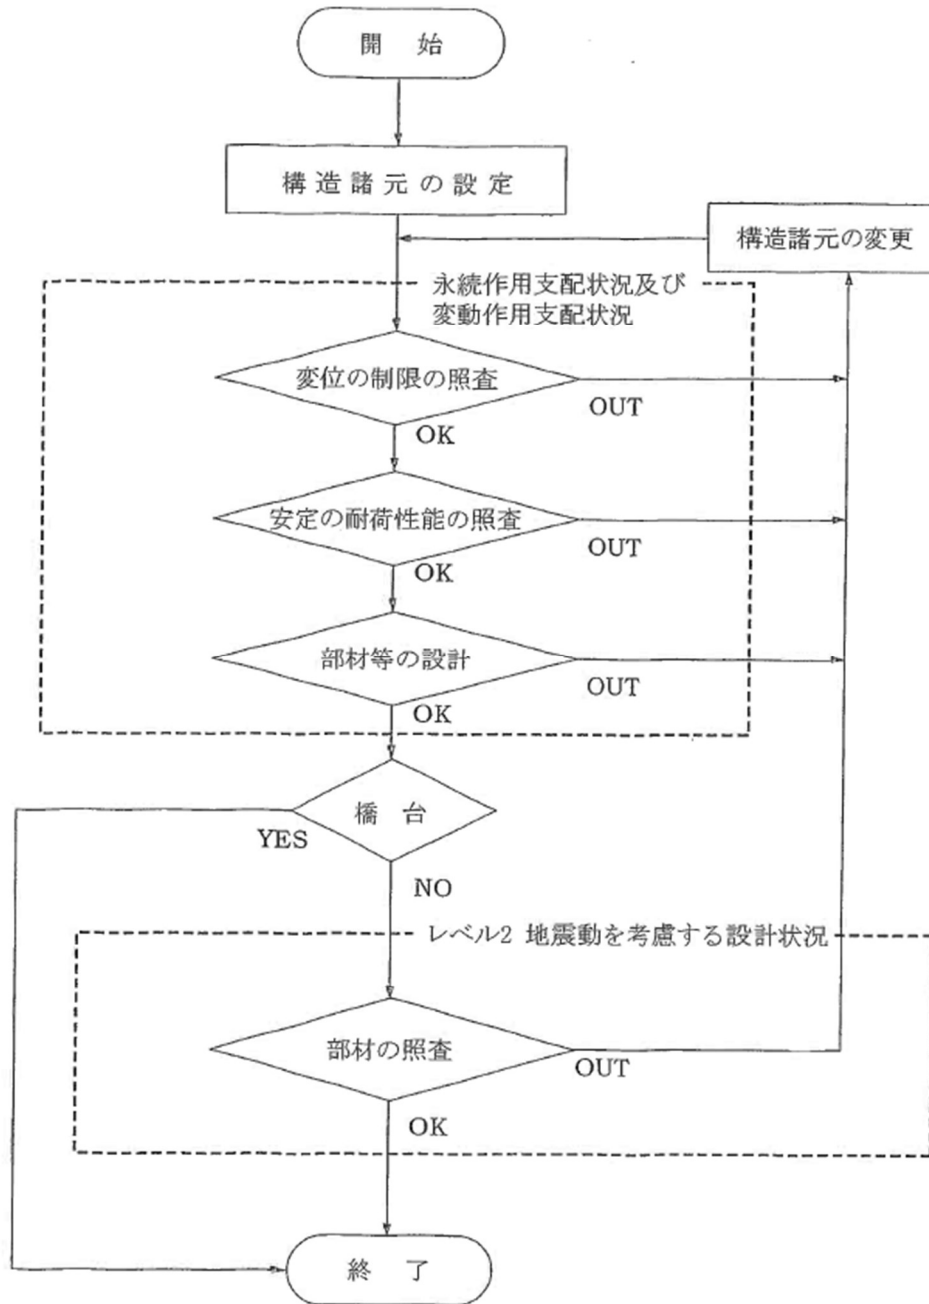 開始
構造諸元の設定
構造諸元の変更
永続作用支配状況及び
変動作用支配状況
変位の制限の照査
OUT
OK
安定の耐荷性能の照査
OUT
OK
部材等の設計
OUT
OK
橋台
YES
NO
レベル2 地震動を考慮する設計状況
部材の照査
OUT
OK
終了